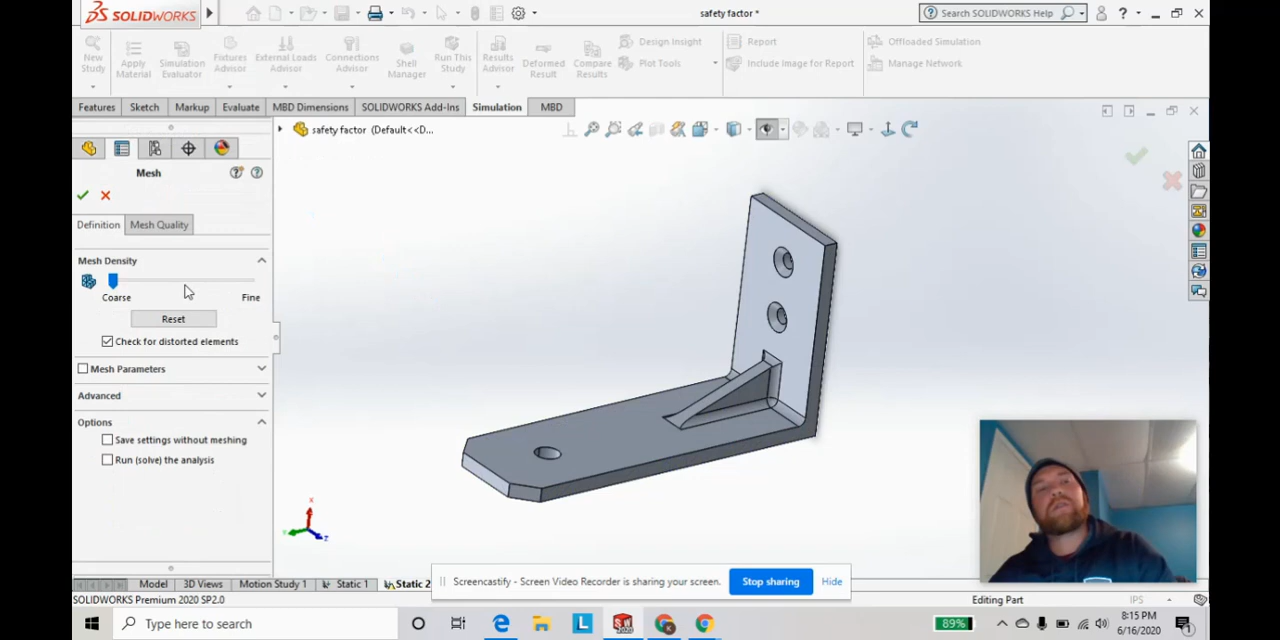 SOLIDWORKS
safety factor *
Search SOLIDWORKS Help
New Study
Apply Material
Simulation Evaluator
Fixtures Advisor
External Loads Advisor
Connections Advisor
Shell Manager
Run This Study
Results Advisor
Deformed Result
Compare Results
Design Insight
Plot Tools
Report
Include Image for Report
Offloaded Simulation
Manage Network
Features Sketch Markup Evaluate MBD Dimensions SOLIDWORKS Add-Ins Simulation MBD
safety factor (Default<<D...
Mesh
Definition Mesh Quality
Mesh Density
Coarse Fine
Reset
Check for distorted elements
Mesh Parameters
Advanced
Options
Save settings without meshing
Run (solve) the analysis
x
z
Model 3D Views Motion Study 1 Static 1 Static 2
Screencastify - Screen Video Recorder is sharing your screen. Stop sharing Hide
SOLIDWORKS Premium 2020 SP2.0
Editing Part
IPS
Type here to search
89%
8:15 PM
6/16/2020